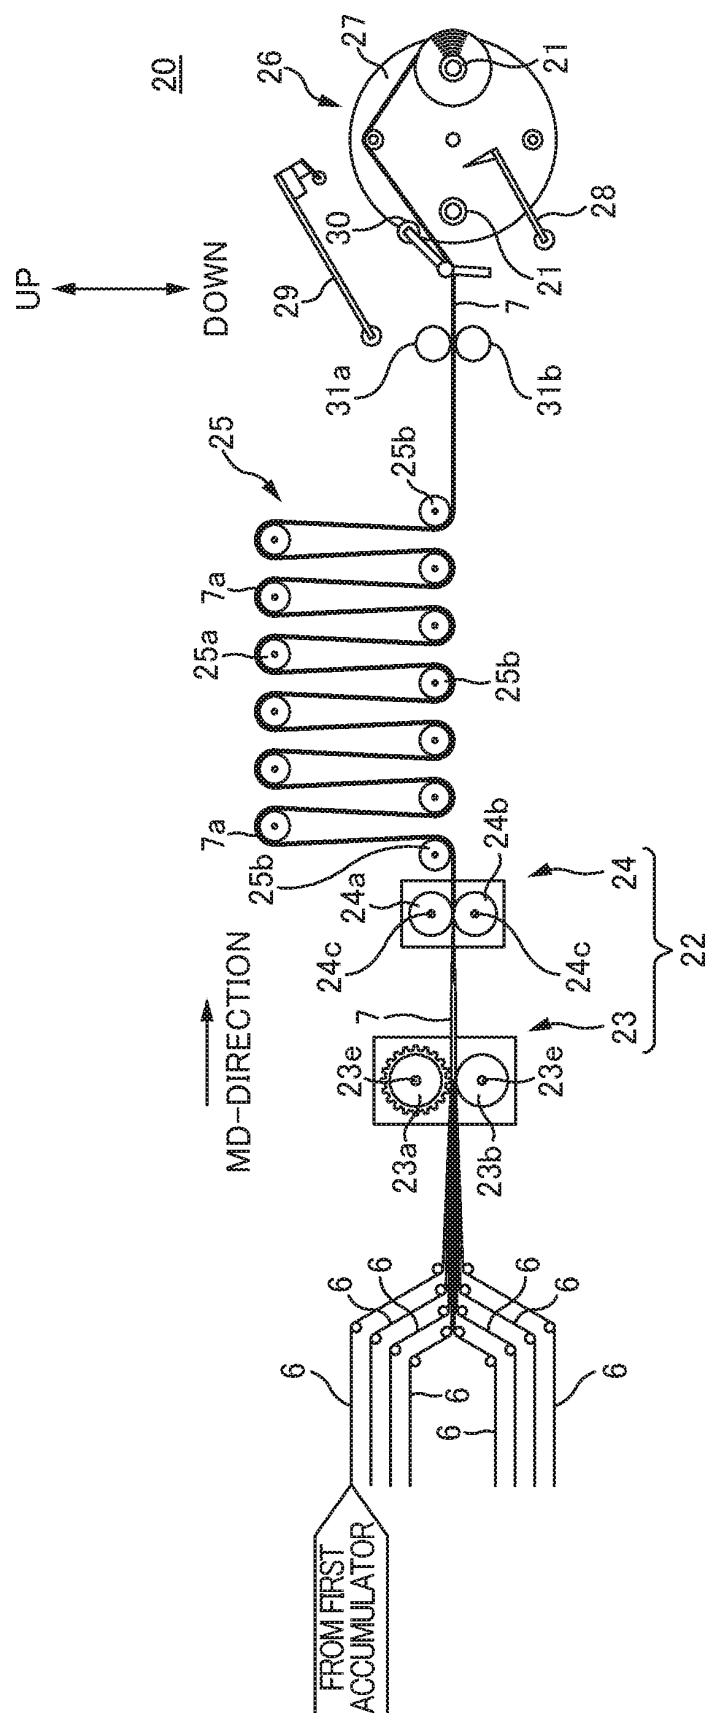 20
UP
DOWN
26
27
21
29
30
28
21
7
31a
31b
25
25b
7a
25a
25b
7a
25b
24a
24b
24c
24c
24
22
MD-DIRECTION
7
23
23e
23e
23a
23b
6
6
6
6
6
6
6
6
FROM FIRST
ACCUMULATOR